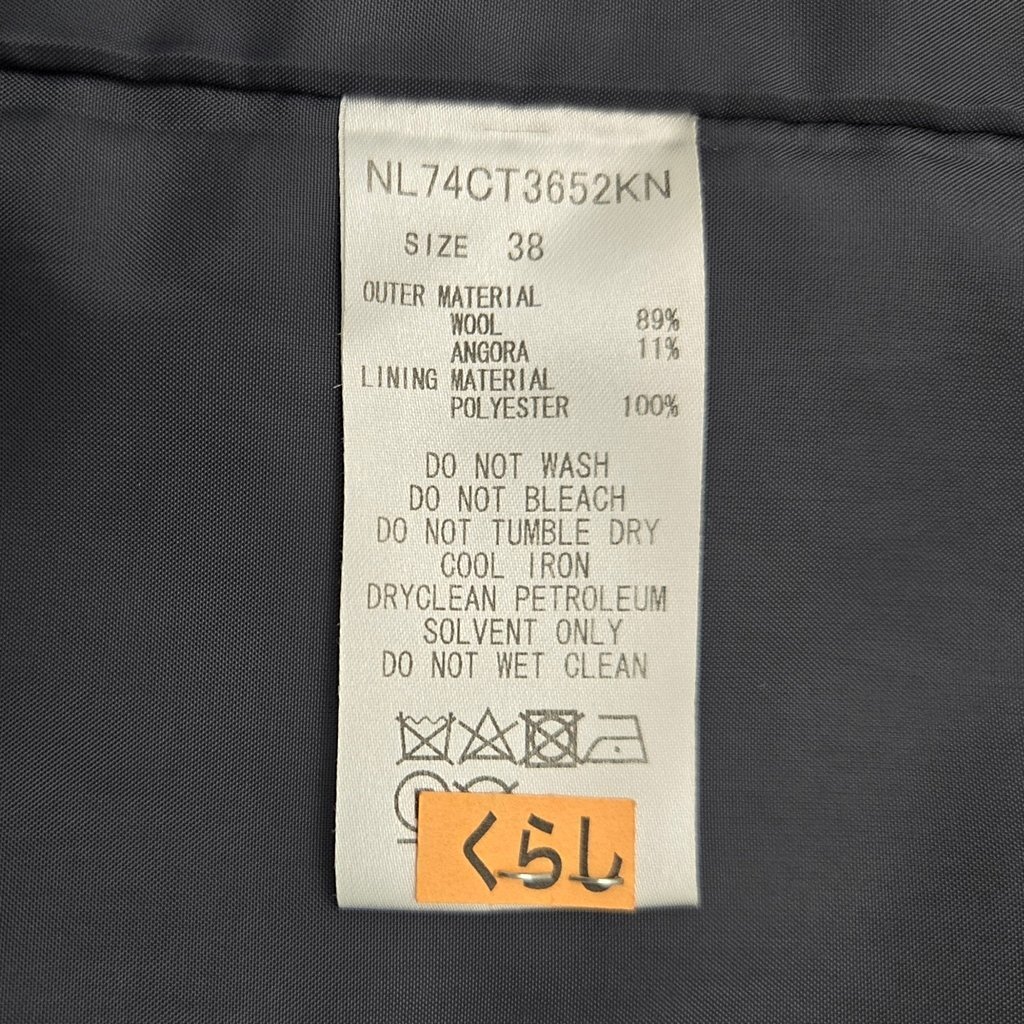 NL74CT3652KN
SIZE 38
OUTER MATERIAL
WOOL 89%
ANGORA 11%
LINING MATERIAL
POLYESTER 100%
DO NOT WASH
DO NOT BLEACH
DO NOT TUMBLE DRY
COOL IRON
DRYCLEAN PETROLEUM
SOLVENT ONLY
DO NOT WET CLEAN
くらし